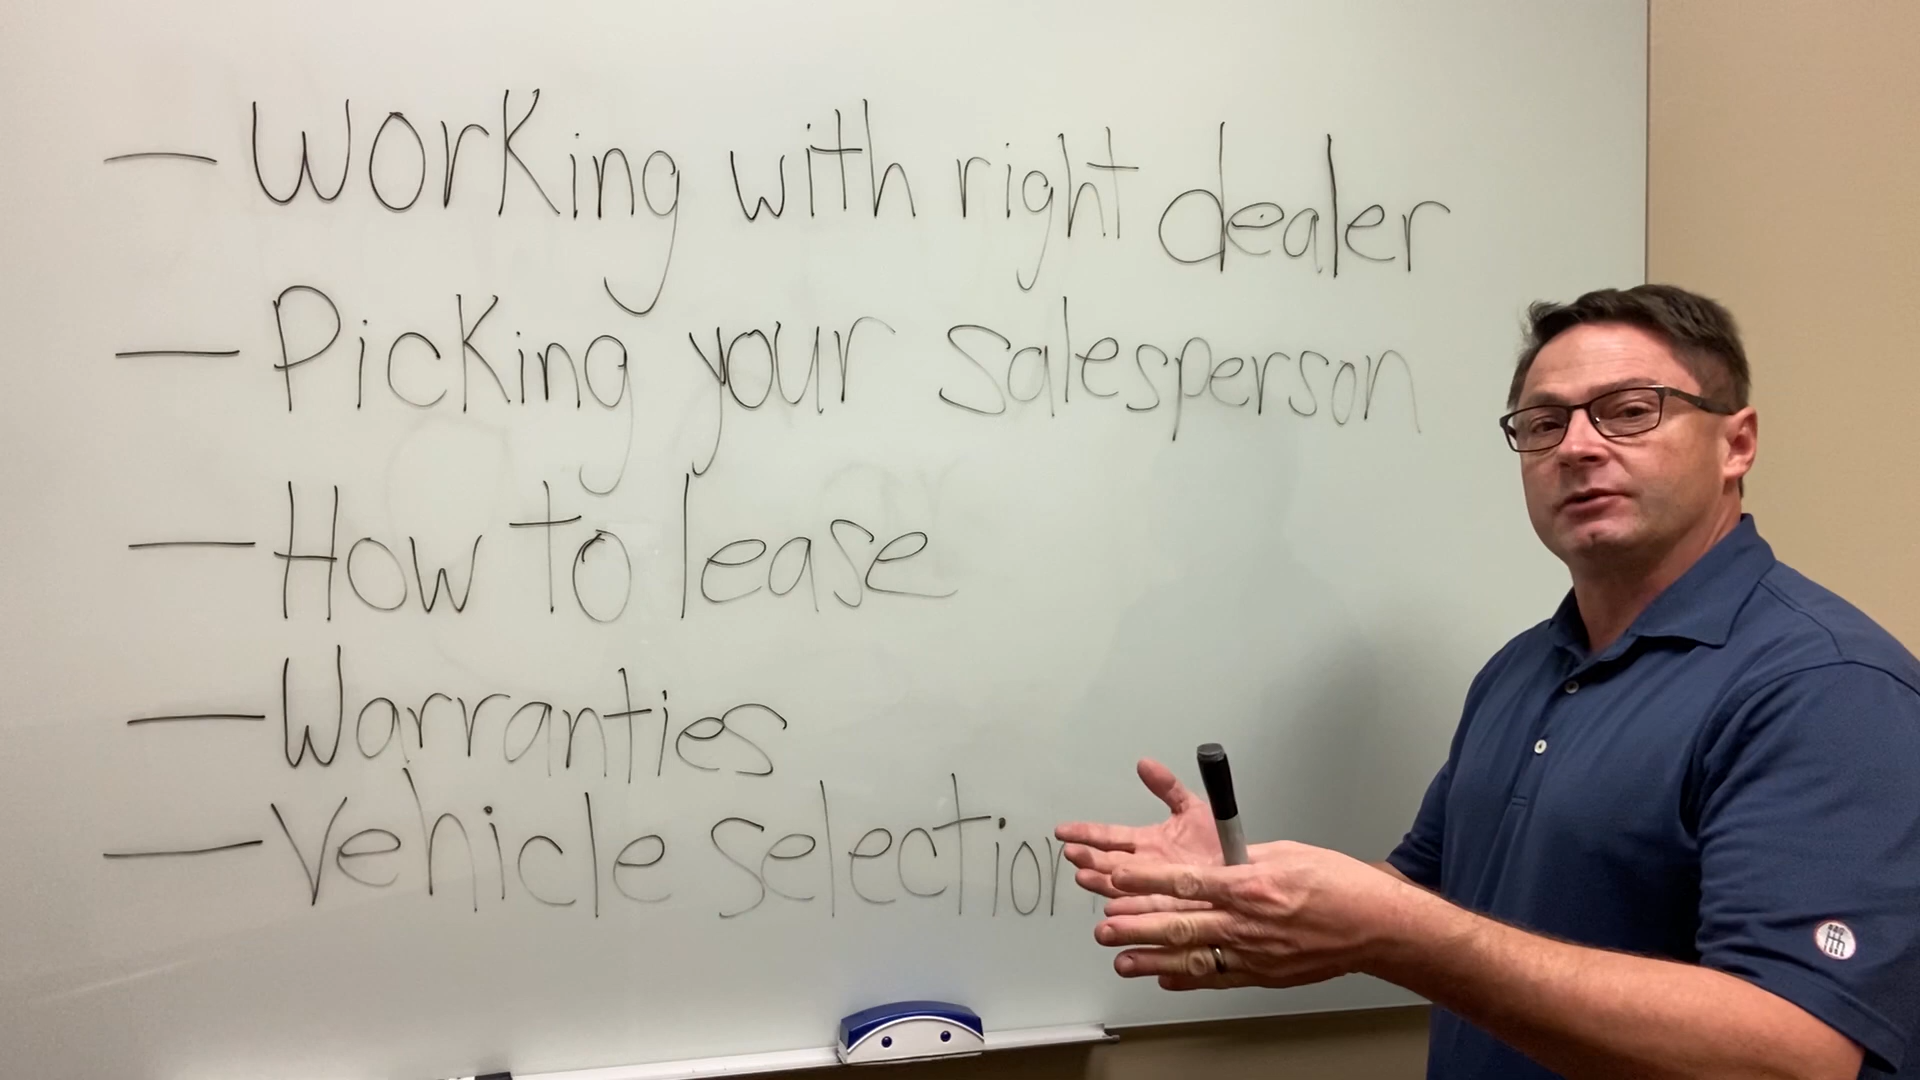 - Working with right dealer
- Picking your salesperson
- How to lease
- Warranties
- Vehicle selection